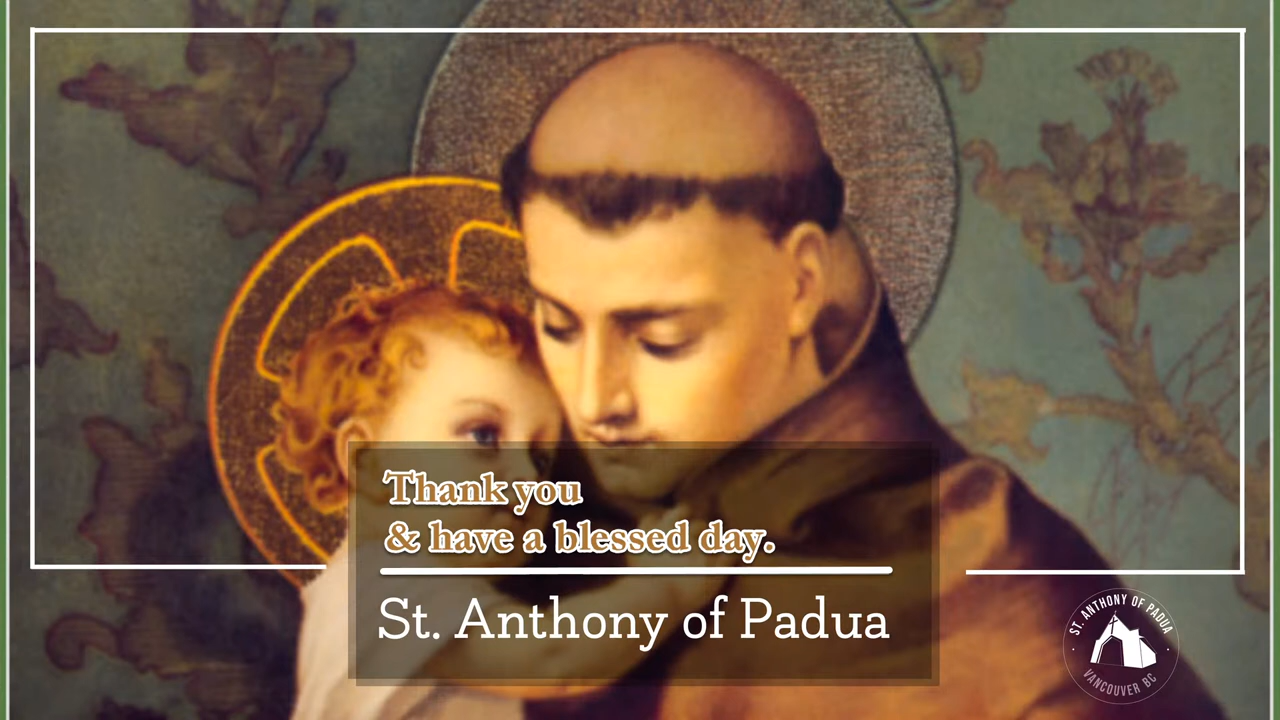 Thank you
& have a blessed day.
St. Anthony of Padua
ST. ANTHONY OF PADUA
VANCOUVER BC